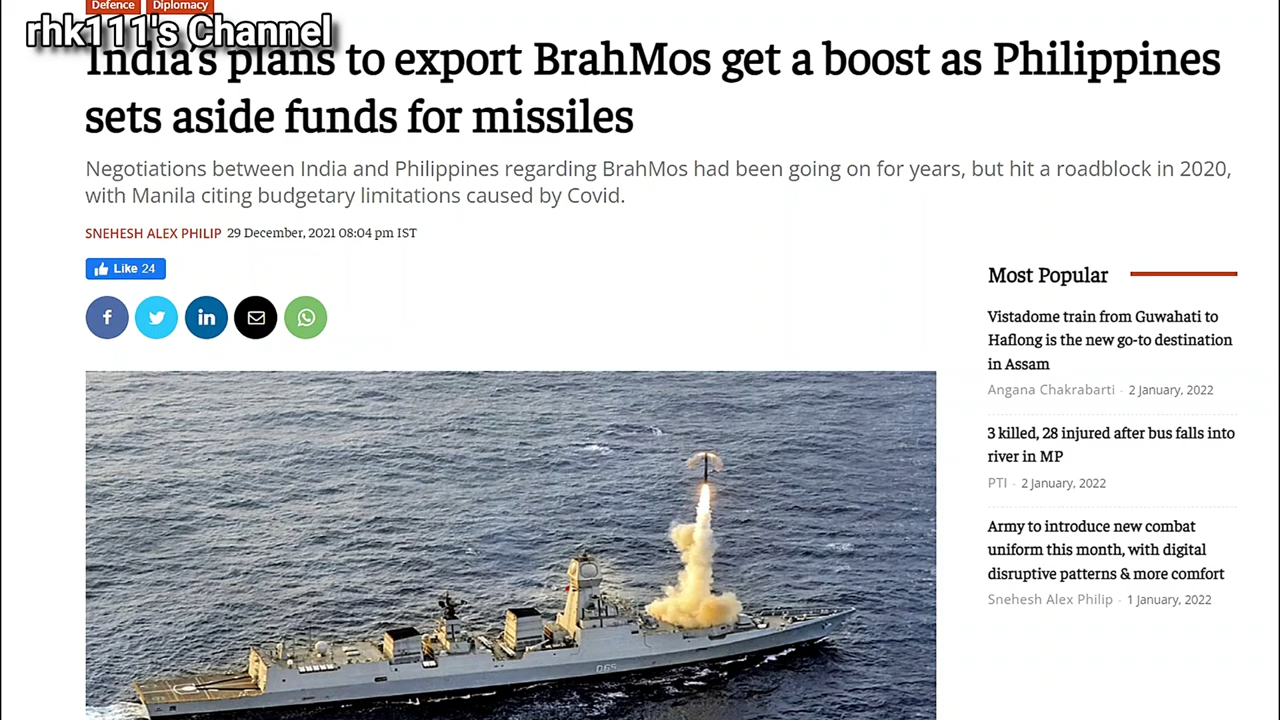 Defence Diplomacy
rhk111's Channel
India's plans to export BrahMos get a boost as Philippines
sets aside funds for missiles
Negotiations between India and Philippines regarding BrahMos had been going on for years, but hit a roadblock in 2020,
with Manila citing budgetary limitations caused by Covid.
SNEHESH ALEX PHILIP 29 December, 2021 08:04 pm IST
Like 24
Most Popular
Vistadome train from Guwahati to
Haflong is the new go-to destination
in Assam
Angana Chakrabarti - 2 January, 2022
3 killed, 28 injured after bus falls into
river in MP
PTI - 2 January, 2022
Army to introduce new combat
uniform this month, with digital
disruptive patterns & more comfort
Snehesh Alex Philip - 1 January, 2022
D65